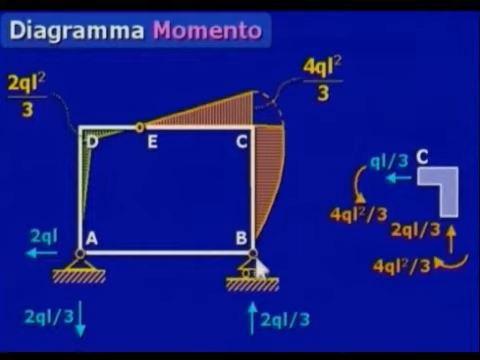 Diagramma Momento
2ql²
3
4ql²
3
D
E
C
ql/3
C
4ql²/3
2ql/3
4ql²/3
2ql
A
B
2ql/3
2ql/3